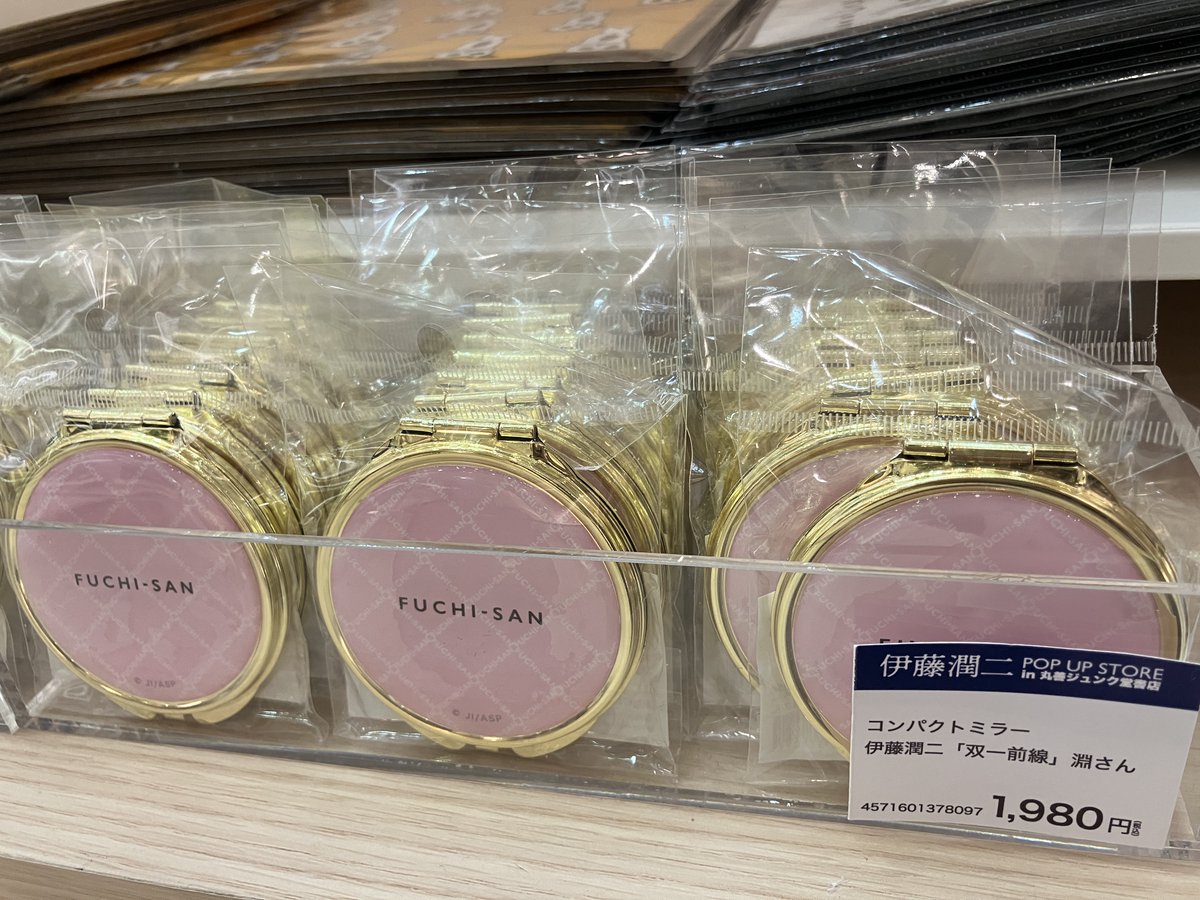 FUCHI-SAN
© JI/ASP
FUCHI-SAN
© JI/ASP
伊藤潤二 POP UP STORE
in 丸善ジュンク堂書店
コンパクトミラー
伊藤潤二「双一前線」淵さん
4571601378097 1,980円(税込)